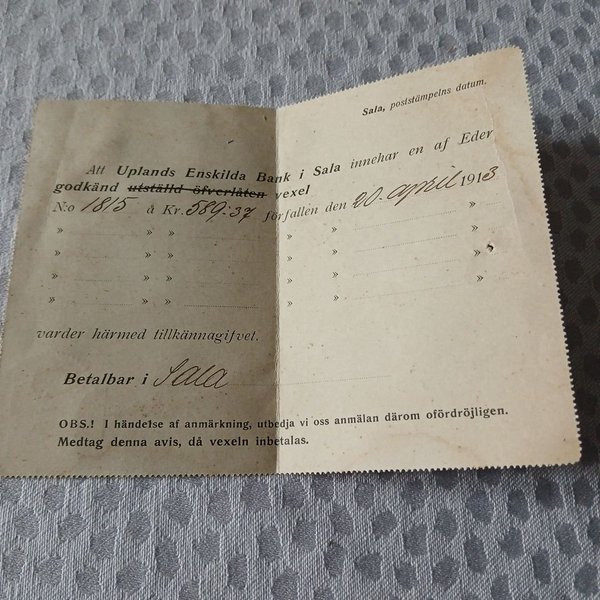 Sala, poststämpelns datum.
Att Uplands Enskilda Bank i Sala innehar en af Eder
godkänd utställd öfverlåten vexel
N:o 1815 å Kr. 589:37 förfallen den 20. april 1913
» » » » »
» » » » »
» » » » »
» » » » »
varder härmed tillkännagifvet.
Betalbar i Sala
OBS.! I händelse af anmärkning, utbedja vi oss anmälan därom ofördröjligen.
Medtag denna avis, då vexeln inbetalas.